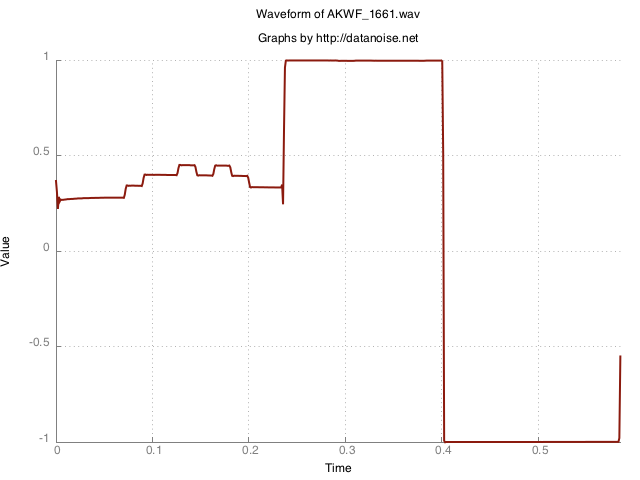 Waveform of AKWF_1661.wav
Graphs by http://datanoise.net
1
0.5
0
-0.5
-1
Value
0 0.1 0.2 0.3 0.4 0.5
Time